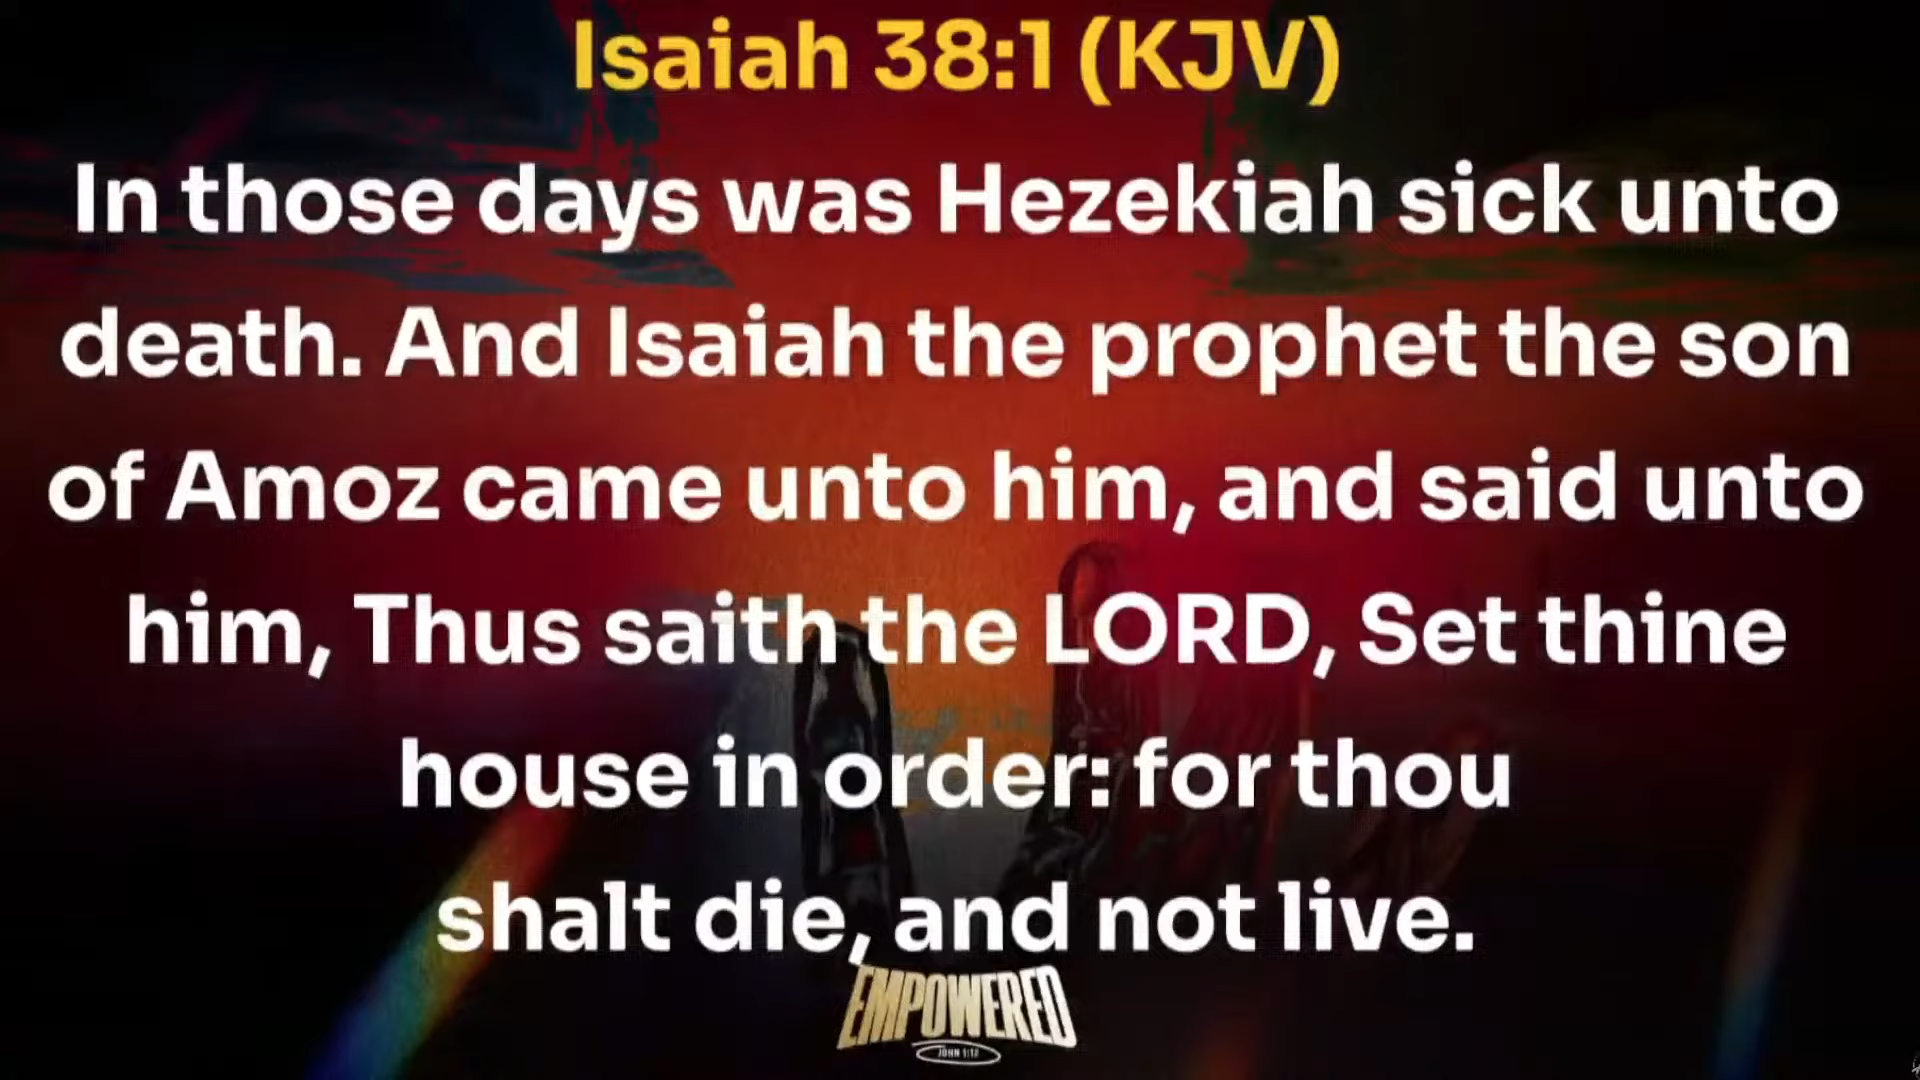 Isaiah 38:1 (KJV)
In those days was Hezekiah sick unto
death. And Isaiah the prophet the son
of Amoz came unto him, and said unto
him, Thus saith the LORD, Set thine
house in order: for thou
shalt die, and not live.
EMPOWERED
JOHN 1:12